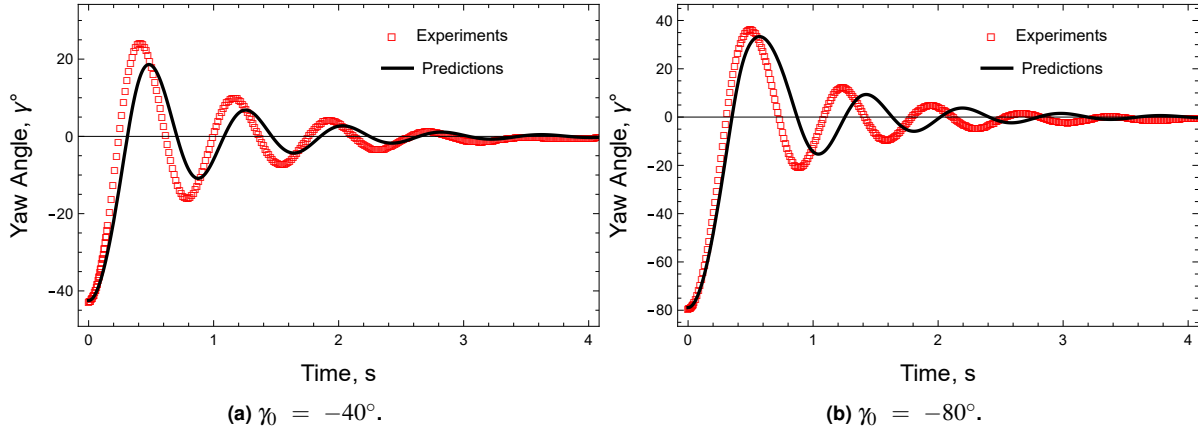 Experiments
Predictions
Yaw Angle, γ°
20
0
−20
−40
0
1
2
3
4
Time, s
(a) γ₀ = −40°.
Experiments
Predictions
Yaw Angle, γ°
40
20
0
−20
−40
−60
−80
0
1
2
3
4
Time, s
(b) γ₀ = −80°.